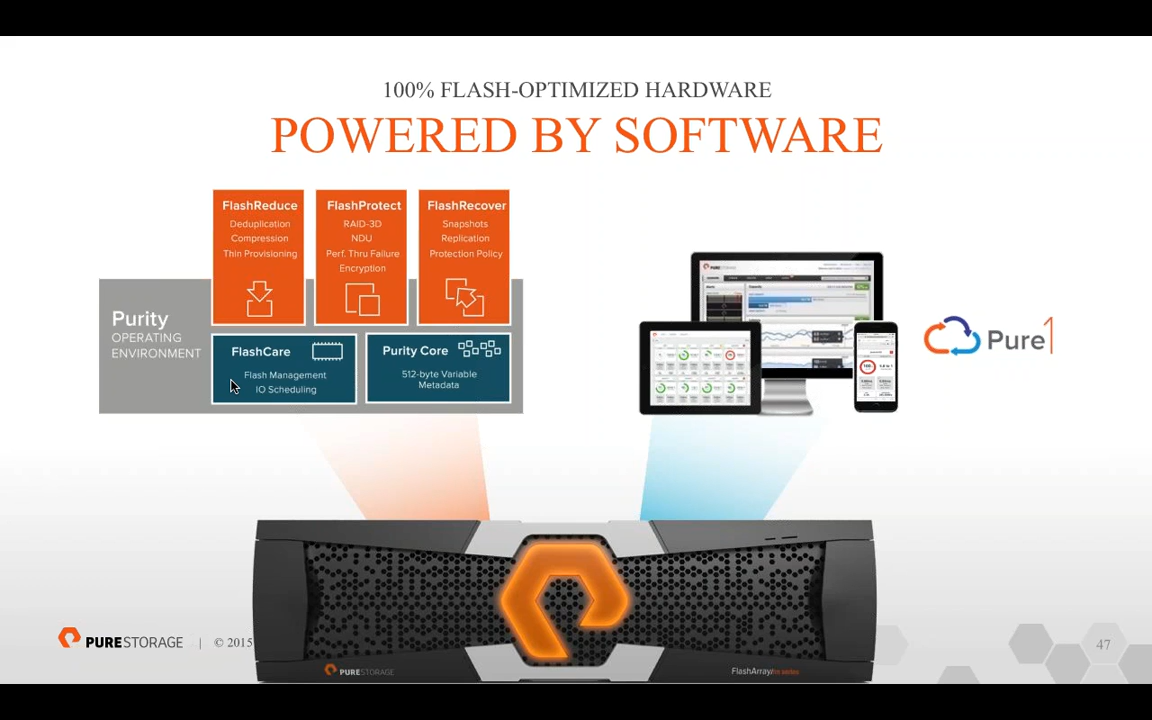 100% FLASH-OPTIMIZED HARDWARE
POWERED BY SOFTWARE
FlashReduce
Deduplication
Compression
Thin Provisioning
FlashProtect
RAID-3D
NDU
Perf. Thru Failure
Encryption
FlashRecover
Snapshots
Replication
Protection Policy
Purity
OPERATING
ENVIRONMENT
FlashCare
Flash Management
IO Scheduling
Purity Core
512-byte Variable
Metadata
PURESTORAGE
Pure1
PURESTORAGE | © 2015
PURESTORAGE
FlashArray//m series
47